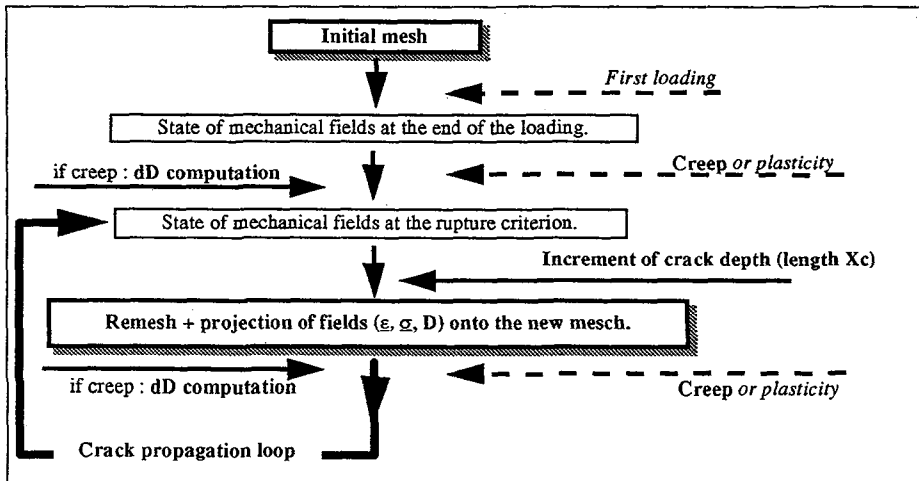 Initial mesh
First loading
State of mechanical fields at the end of the loading.
if creep : dD computation
Creep or plasticity
State of mechanical fields at the rupture criterion.
Increment of crack depth (length Xc)
Remesh + projection of fields (ε, σ, D) onto the new mesch.
if creep : dD computation
Creep or plasticity
Crack propagation loop